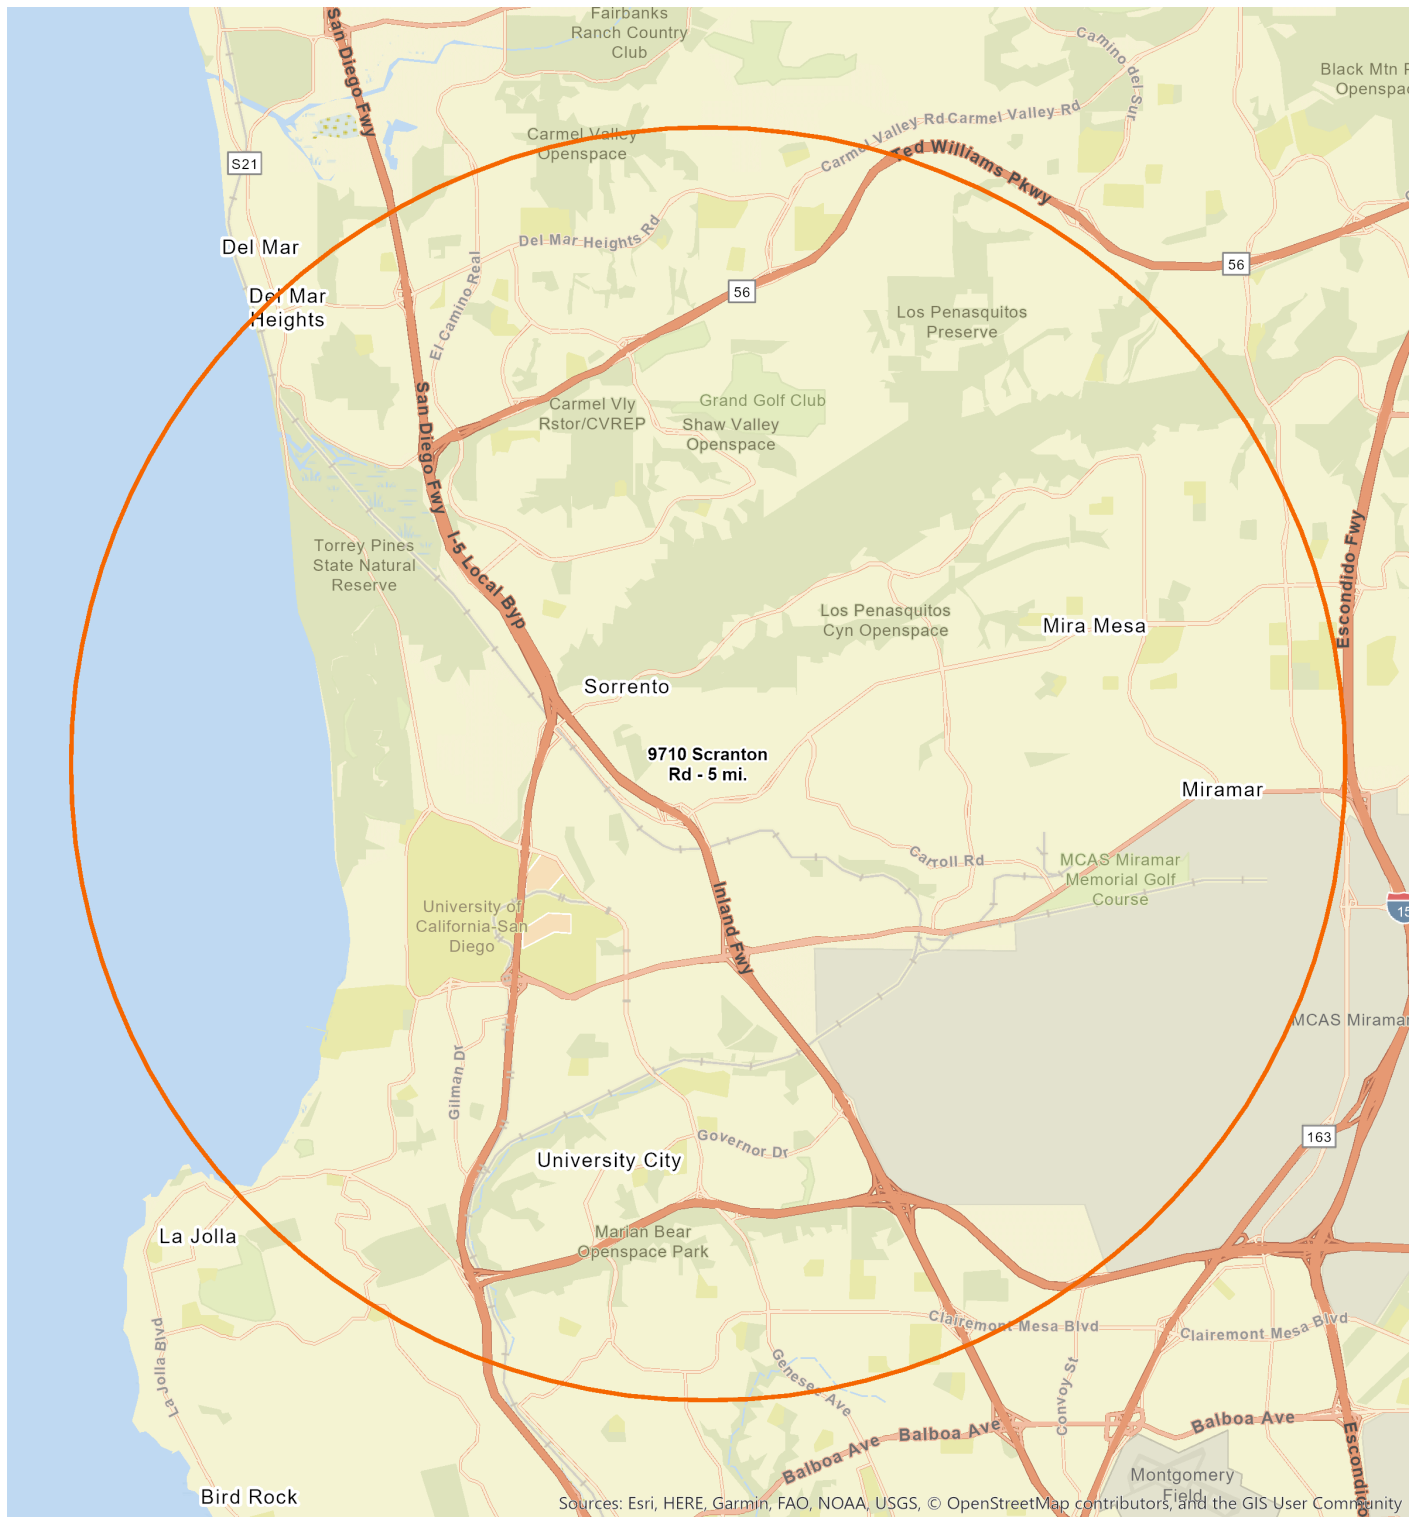 Fairbanks
Ranch Country
Club
San Diego Fwy
Camino del Sur
Black Mtn
Openspac
Carmel Valley
Openspace
Carmel Valley Rd
Carmel Valley Rd
Ted Williams Pkwy
S21
Del Mar
Del Mar Heights Rd
El Camino Real
56
56
Del Mar
Heights
Los Penasquitos
Preserve
San Diego Fwy
Carmel Vly
Rstor/CVREP
Grand Golf Club
Shaw Valley
Openspace
I-5 Local Byp
Torrey Pines
State Natural
Reserve
Escondido Fwy
Los Penasquitos
Cyn Openspace
Mira Mesa
Sorrento
9710 Scranton
Rd - 5 mi.
Miramar
Carroll Rd
MCAS Miramar
Memorial Golf
Course
University of
California-San
Diego
Inland Fwy
15
MCAS Miramar
Gilman Dr
Governor Dr
163
University City
La Jolla
Marian Bear
Openspace Park
La Jolla Blvd
Clairemont Mesa Blvd
Clairemont Mesa Blvd
Genesee Ave
Convoy St
Balboa Ave
Balboa Ave
Balboa Ave
Escondido
Bird Rock
Montgomery
Field
Sources: Esri, HERE, Garmin, FAO, NOAA, USGS, © OpenStreetMap contributors, and the GIS User Community